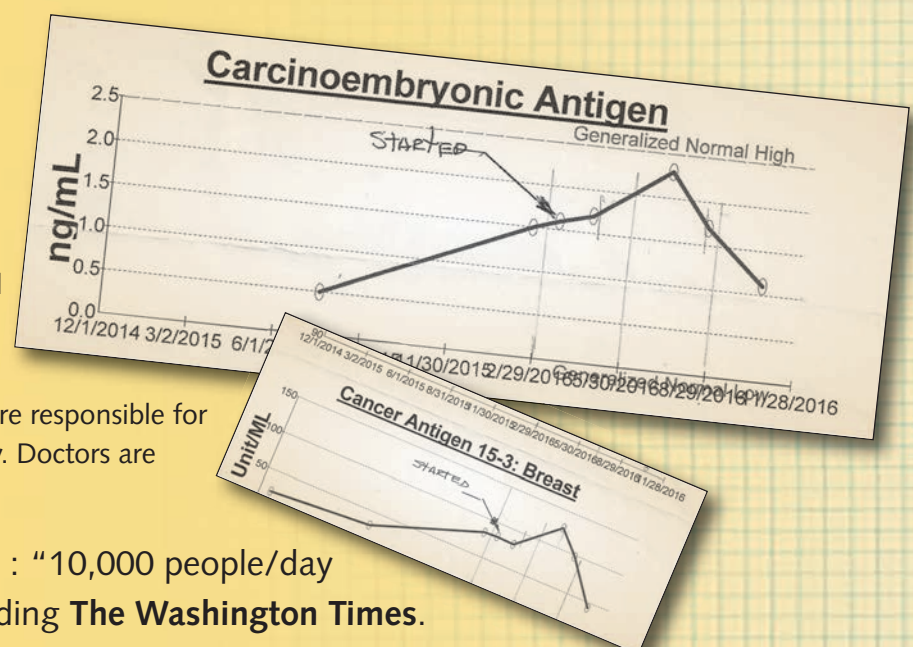 Carcinoembryonic Antigen
Generalized Normal High
STARTED
ng/mL
2.5
2.0
1.5
1.0
0.5
0.0
12/1/2014 3/2/2015 6/1/2 11/30/2015 2/29/2016 5/30/2016 8/29/2016 11/28/2016
Generalized Normal Low
re responsible for
. Doctors are
12/1/2014 3/2/2015 6/1/2015 8/31/2015 11/30/2015 2/29/2016 5/30/2016 8/29/2016 11/28/2016
Cancer Antigen 15-3: Breast
STARTED
Unit/ML
150
100
50
: “10,000 people/day
ding The Washington Times.